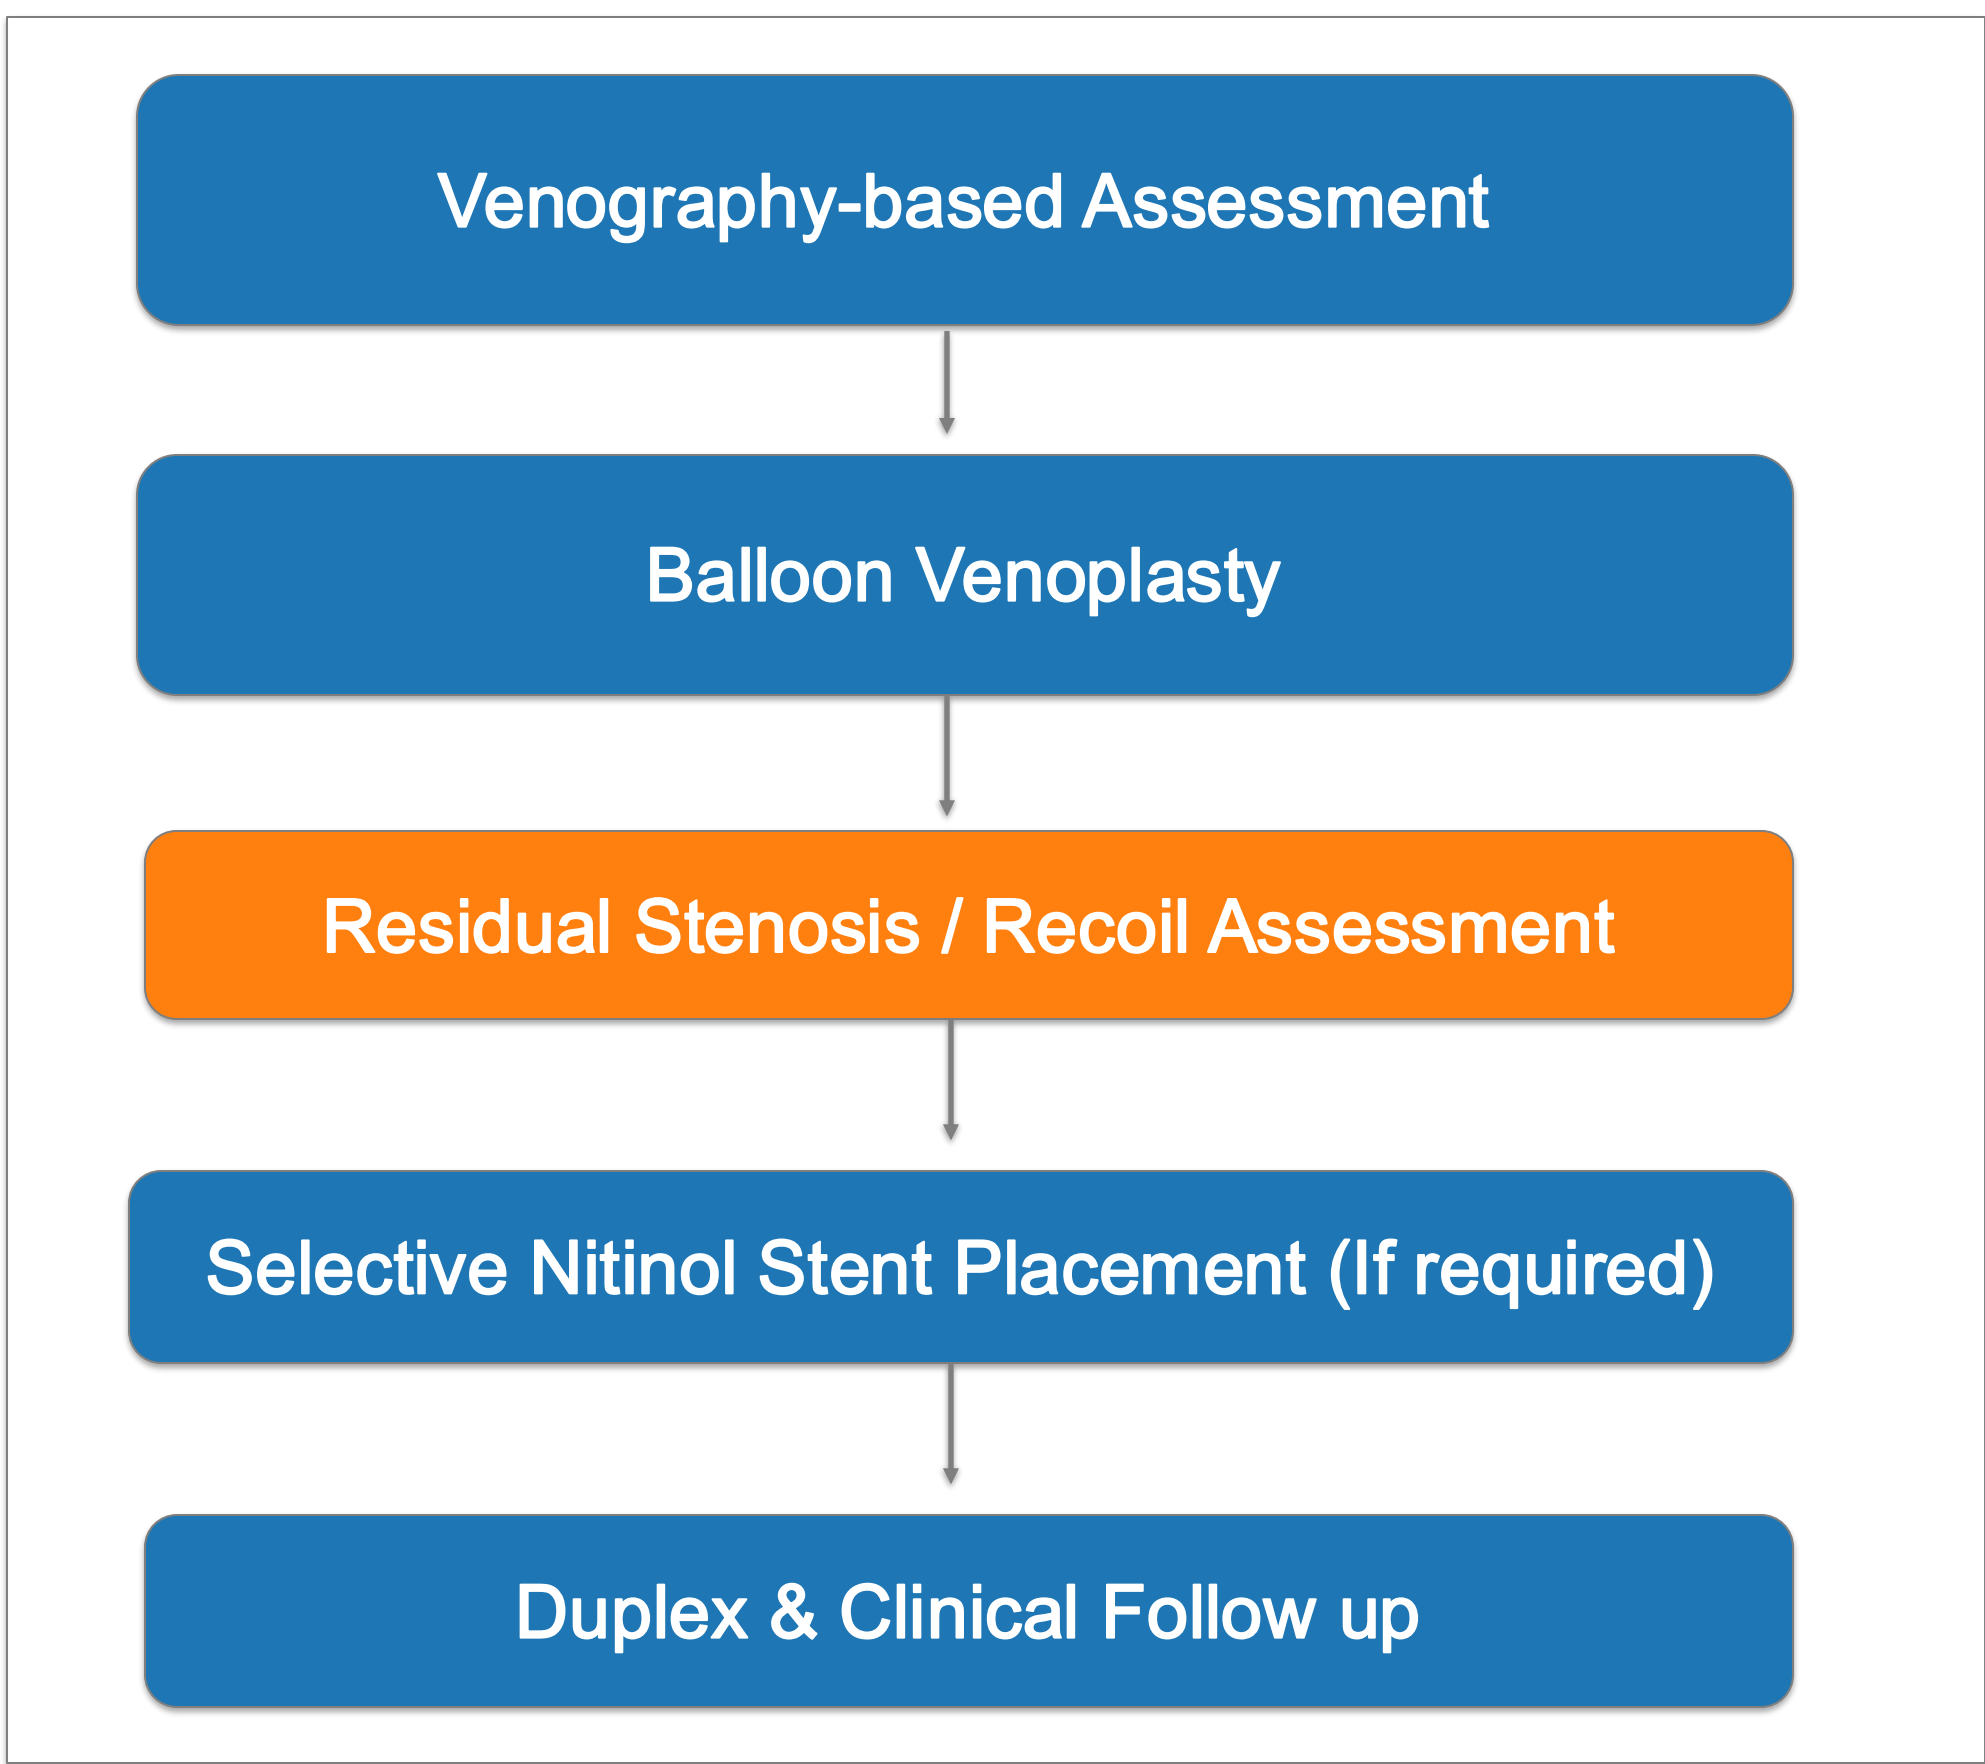 Venography-based Assessment
Balloon Venoplasty
Residual Stenosis / Recoil Assessment
Selective Nitinol Stent Placement (If required)
Duplex & Clinical Follow up